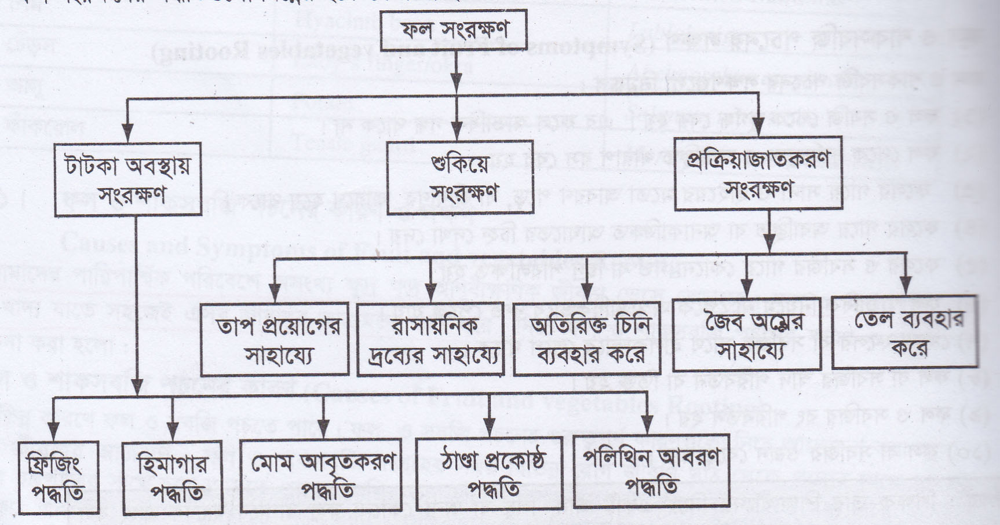 ফল সংরক্ষণ
টাটকা অবস্থায়
সংরক্ষণ
শুকিয়ে
সংরক্ষণ
প্রক্রিয়াজাতকরণ
সংরক্ষণ
তাপ প্রয়োগের
সাহায্যে
রাসায়নিক
দ্রব্যের সাহায্যে
অতিরিক্ত চিনি
ব্যবহার করে
জৈব অম্লের
সাহায্যে
তেল ব্যবহার
করে
ফ্রিজিং
পদ্ধতি
হিমাগার
পদ্ধতি
মোম আবৃতকরণ
পদ্ধতি
ঠাণ্ডা প্রকোষ্ঠ
পদ্ধতি
পলিথিন আবরণ
পদ্ধতি